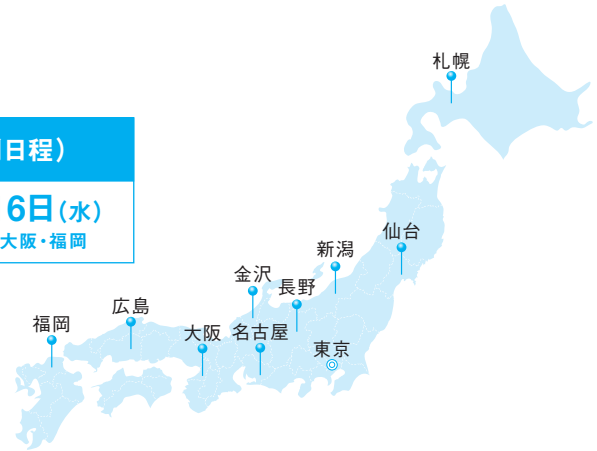 日程）
6日（水）
大阪・福岡
札幌
仙台
新潟
金沢
長野
広島
福岡
大阪
名古屋
東京